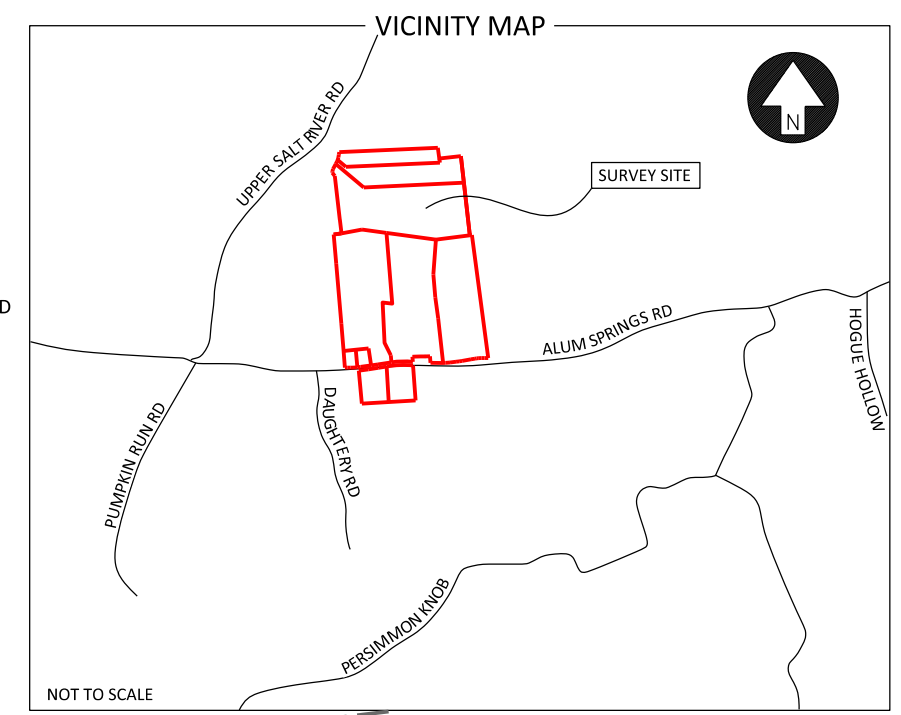 VICINITY MAP
UPPER SALT RIVER RD
N
SURVEY SITE
D
ALUM SPRINGS RD
HOGUE HOLLOW
DAUGHTERY RD
PUMPKIN RUN RD
PERSIMMON KNOB
NOT TO SCALE